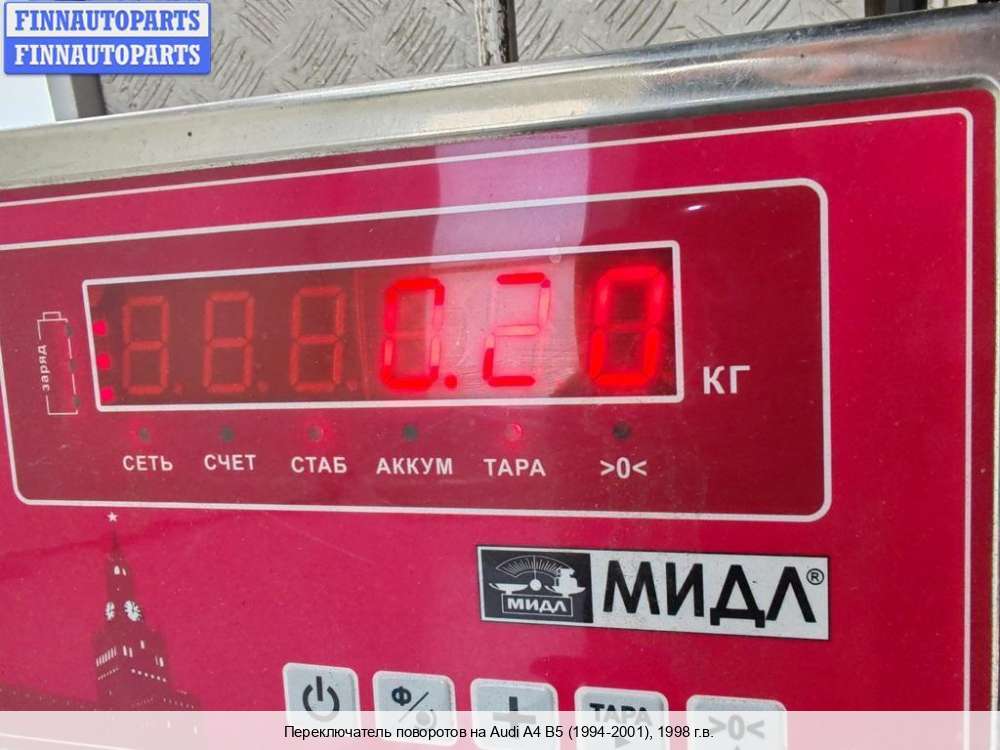 FINNAUTOPARTS
FINNAUTOPARTS
заряд
0.20
КГ
СЕТЬ СЧЕТ СТАБ АККУМ ТАРА >0<
МИДЛ
МИДЛ®
Ф/
+
ТАРА
>0<
Переключатель поворотов на Audi A4 B5 (1994-2001), 1998 г.в.